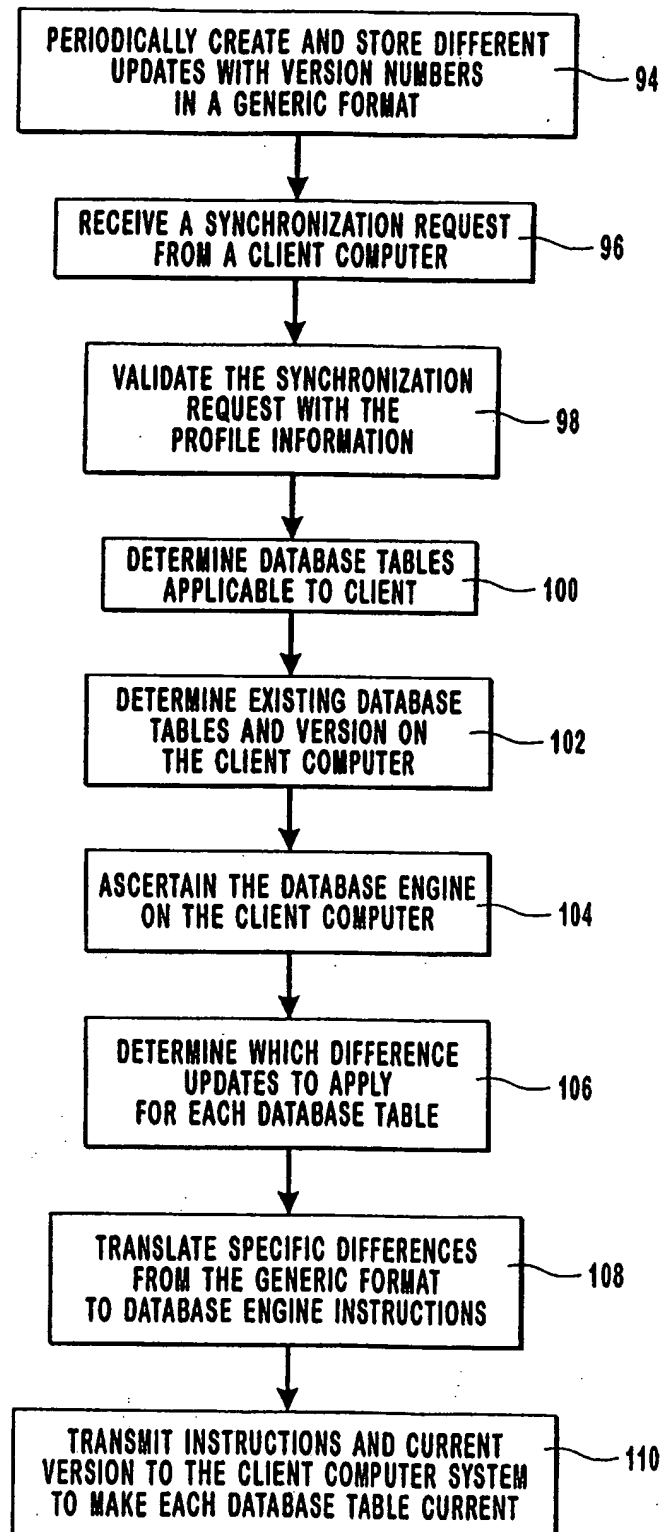 PERIODICALLY CREATE AND STORE DIFFERENT
UPDATES WITH VERSION NUMBERS
IN A GENERIC FORMAT
94
RECEIVE A SYNCHRONIZATION REQUEST
FROM A CLIENT COMPUTER
96
VALIDATE THE SYNCHRONIZATION
REQUEST WITH THE
PROFILE INFORMATION
98
DETERMINE DATABASE TABLES
APPLICABLE TO CLIENT
100
DETERMINE EXISTING DATABASE
TABLES AND VERSION ON
THE CLIENT COMPUTER
102
ASCERTAIN THE DATABASE ENGINE
ON THE CLIENT COMPUTER
104
DETERMINE WHICH DIFFERENCE
UPDATES TO APPLY
FOR EACH DATABASE TABLE
106
TRANSLATE SPECIFIC DIFFERENCES
FROM THE GENERIC FORMAT
TO DATABASE ENGINE INSTRUCTIONS
108
TRANSMIT INSTRUCTIONS AND CURRENT
VERSION TO THE CLIENT COMPUTER SYSTEM
TO MAKE EACH DATABASE TABLE CURRENT
110